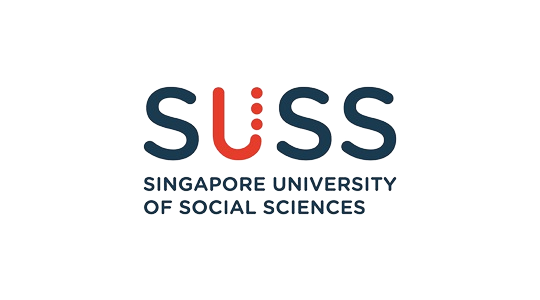 SUSS
SINGAPORE UNIVERSITY
OF SOCIAL SCIENCES